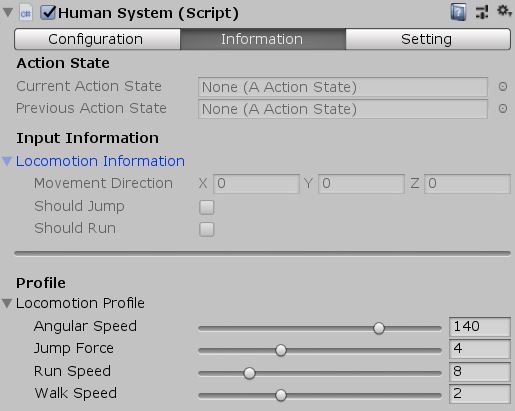 Human System (Script)
Configuration Information Setting
Action State
Current Action State None (A Action State)
Previous Action State None (A Action State)
Input Information
Locomotion Information
Movement Direction X 0 Y 0 Z 0
Should Jump
Should Run
Profile
Locomotion Profile
Angular Speed 140
Jump Force 4
Run Speed 8
Walk Speed 2